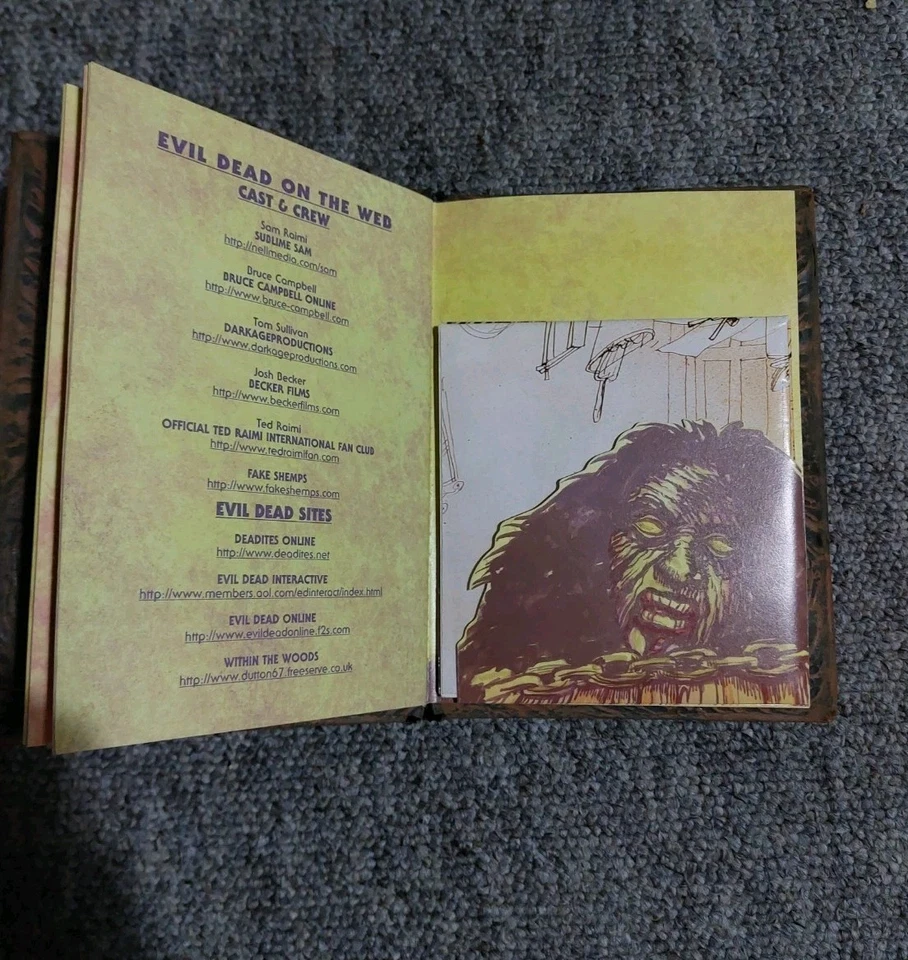 EVIL DEAD ON THE WED
CAST & CREW
Sam Raimi
SUBLIME SAM
http://nelimedia.com/sam
Bruce Campbell
BRUCE CAMPBELL ONLINE
http://www.bruce-campbell.com
Tom Sullivan
DARKAGEPRODUCTIONS
http://www.darkageproductions.com
Josh Becker
BECKER FILMS
http://www.beckerfilms.com
Ted Raimi
OFFICIAL TED RAIMI INTERNATIONAL FAN CLUB
http://www.tedraimifan.com
FAKE SHEMPS
http://www.fakeshemps.com
EVIL DEAD SITES
DEADITES ONLINE
http://www.deadites.net
EVIL DEAD INTERACTIVE
http://www.members.aol.com/edinteract/index.html
EVIL DEAD ONLINE
http://www.evildeadonline.f2s.com
WITHIN THE WOODS
http://www.dutton67.freeserve.co.uk